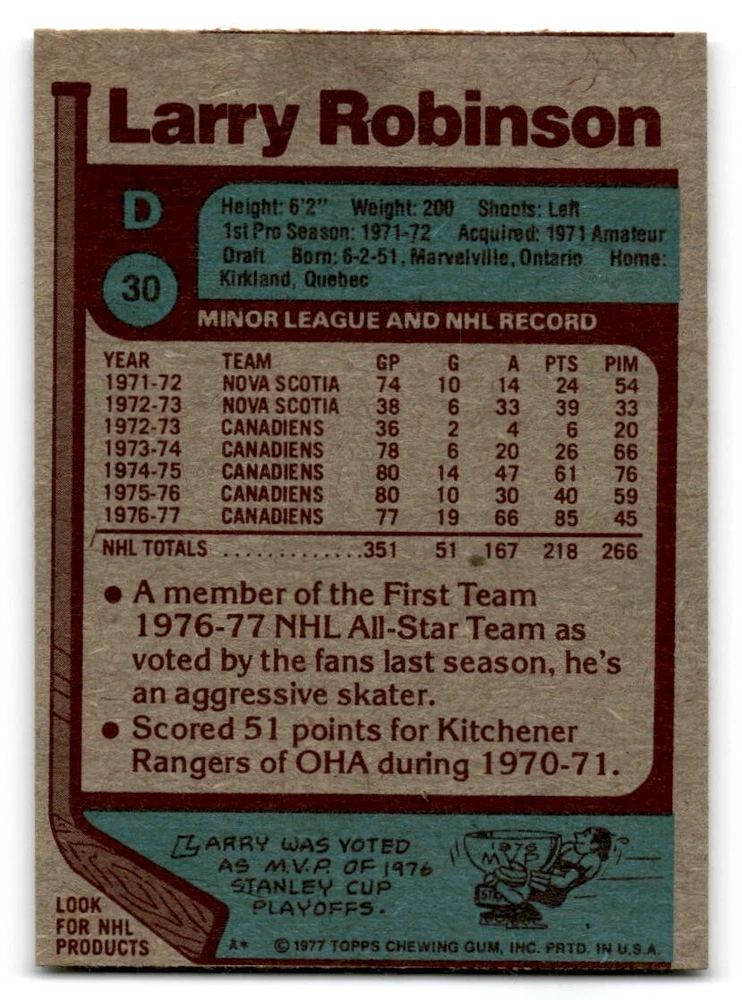 Larry Robinson
D
30
Height: 6'2" Weight: 200 Shoots: Left
1st Pro Season: 1971-72 Acquired: 1971 Amateur
Draft Born: 6-2-51, Marvelville, Ontario Home:
Kirkland, Quebec
MINOR LEAGUE AND NHL RECORD
YEAR TEAM GP G A PTS PIM
1971-72 NOVA SCOTIA 74 10 14 24 54
1972-73 NOVA SCOTIA 38 6 33 39 33
1972-73 CANADIENS 36 2 4 6 20
1973-74 CANADIENS 78 6 20 26 66
1974-75 CANADIENS 80 14 47 61 76
1975-76 CANADIENS 80 10 30 40 59
1976-77 CANADIENS 77 19 66 85 45
NHL TOTALS .............351 51 167 218 266
• A member of the First Team
1976-77 NHL All-Star Team as
voted by the fans last season, he's
an aggressive skater.
• Scored 51 points for Kitchener
Rangers of OHA during 1970-71.
LARRY WAS VOTED
AS M.V.P. OF 1976
STANLEY CUP
PLAYOFFS.
1976
M.V.P.
LOOK
FOR NHL
PRODUCTS
A* © 1977 TOPPS CHEWING GUM, INC. PRTD. IN U.S.A.